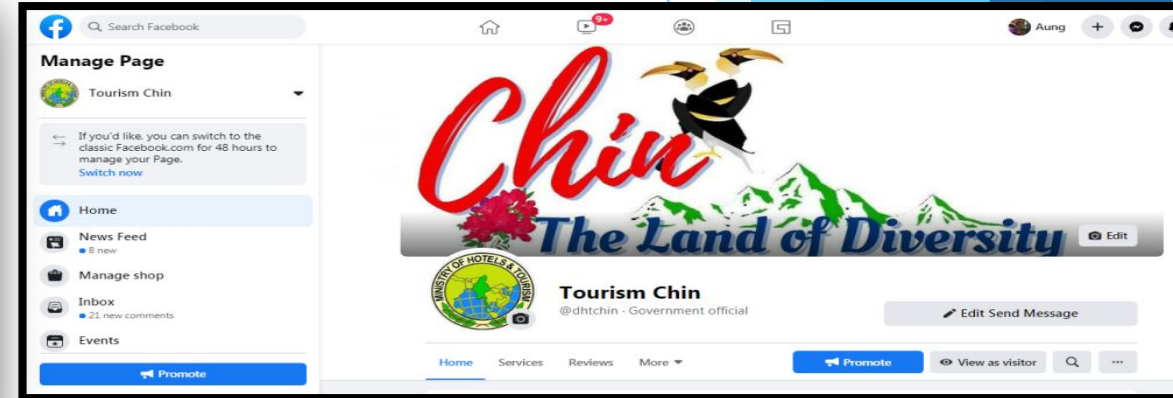 Search Facebook
9+
Aung
Manage Page
Tourism Chin
If you'd like, you can switch to the
classic Facebook.com for 48 hours to
manage your Page.
Switch now
Home
News Feed
8 new
Manage shop
Inbox
21 new comments
Events
Promote
Chin
The Land of Diversity
Edit
MINISTRY OF HOTELS & TOURISM
Tourism Chin
@dhtchin · Government official
Edit Send Message
Home Services Reviews More
Promote
View as visitor